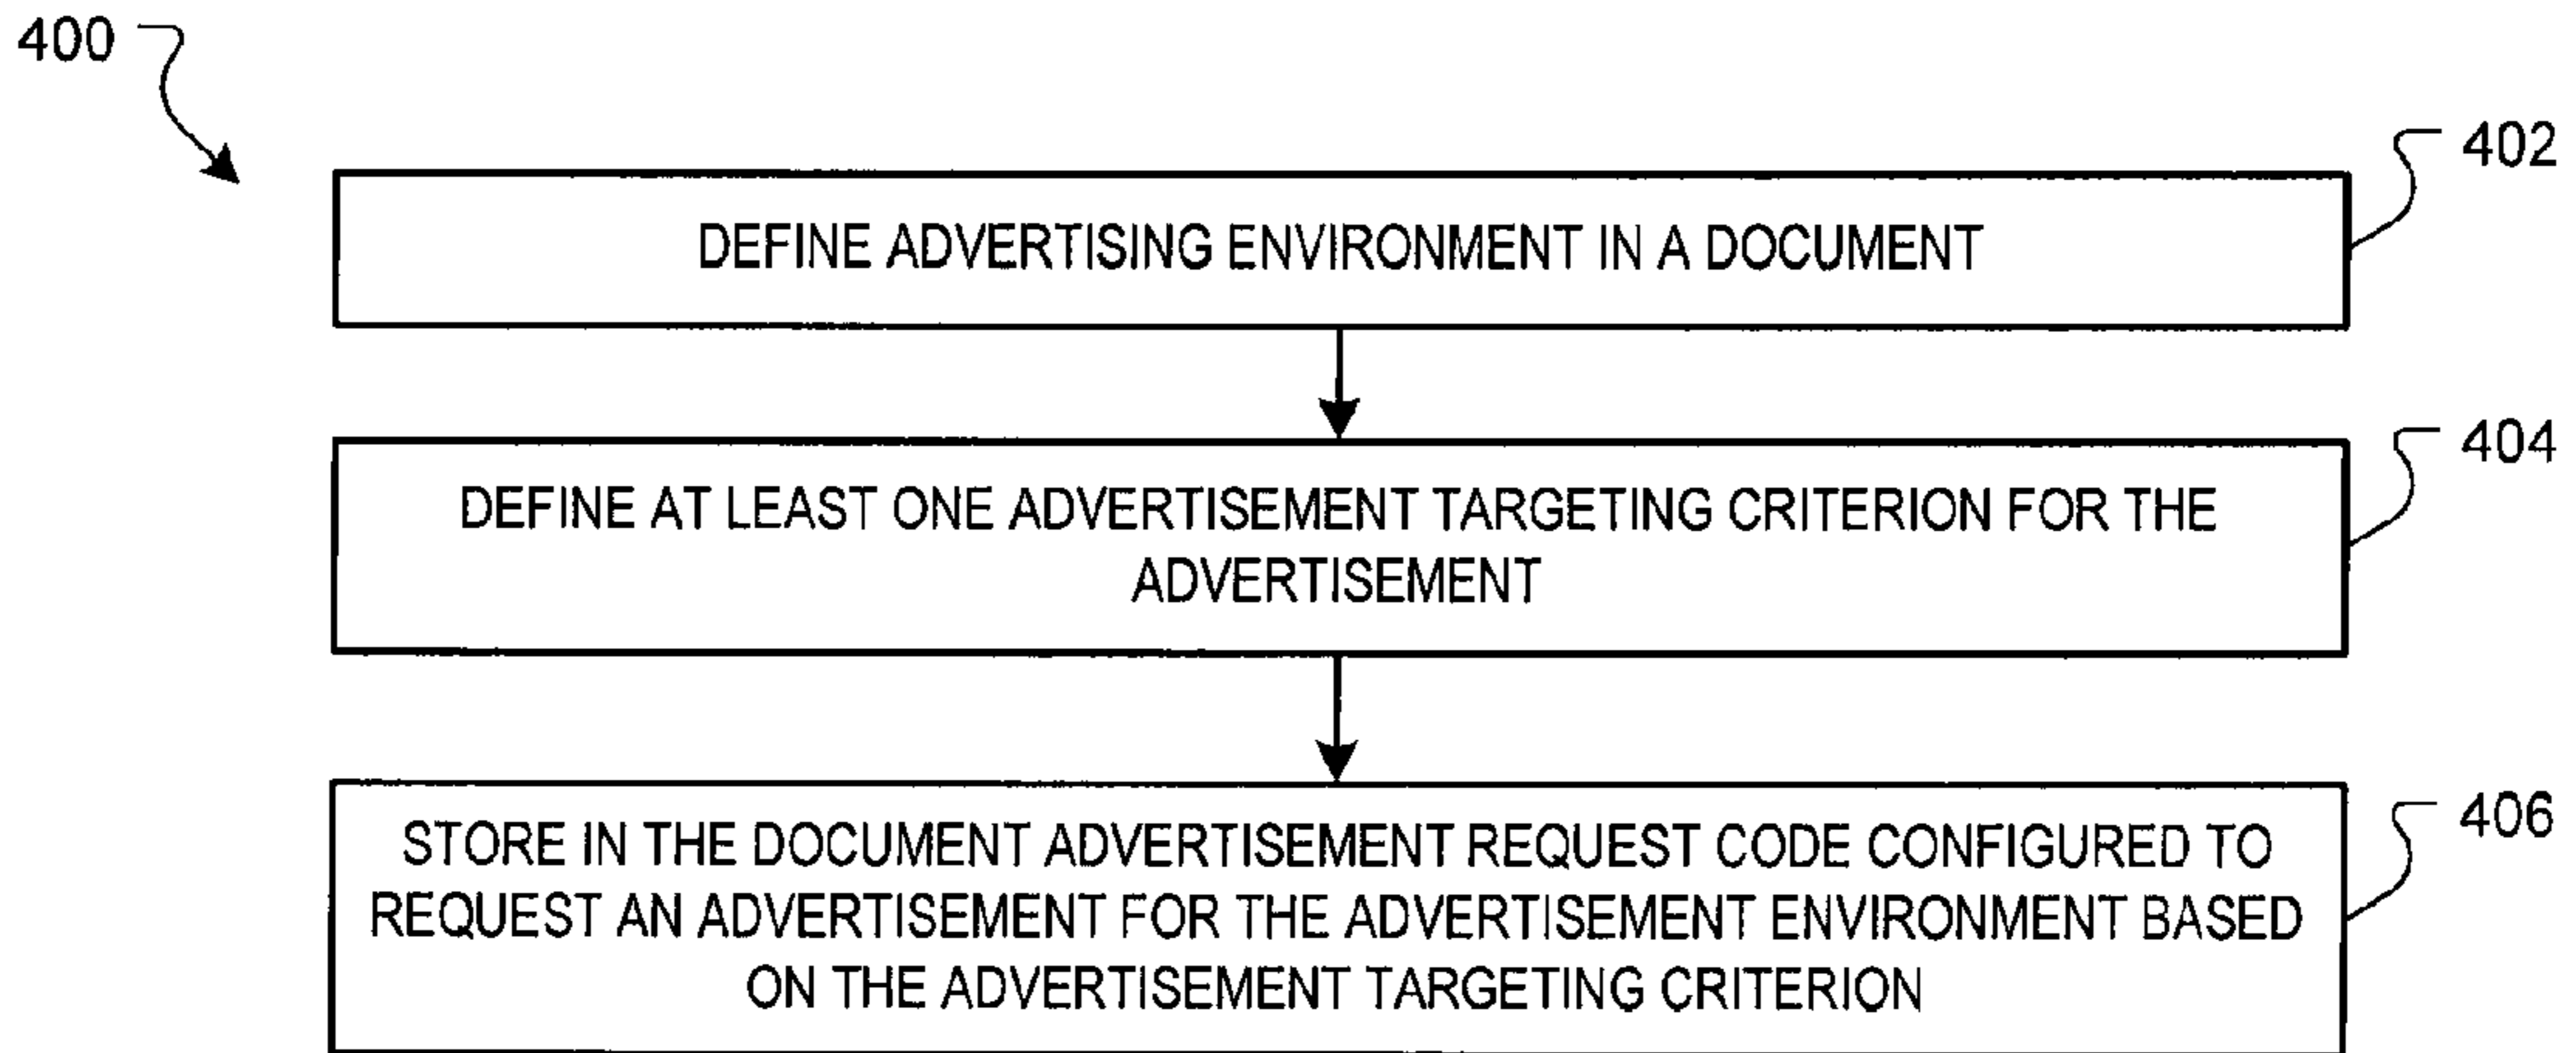 400
402
DEFINE ADVERTISING ENVIRONMENT IN A DOCUMENT
404
DEFINE AT LEAST ONE ADVERTISEMENT TARGETING CRITERION FOR THE
ADVERTISEMENT
406
STORE IN THE DOCUMENT ADVERTISEMENT REQUEST CODE CONFIGURED TO
REQUEST AN ADVERTISEMENT FOR THE ADVERTISEMENT ENVIRONMENT BASED
ON THE ADVERTISEMENT TARGETING CRITERION